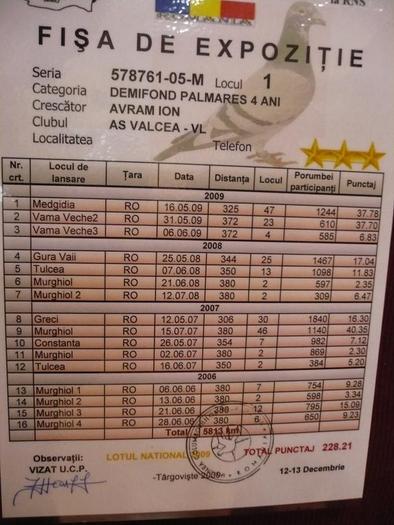 la RNS
FIŞA DE EXPOZIŢIE
Seria 578761-05-M Locul 1
Categoria DEMIFOND PALMARES 4 ANI
Crescător AVRAM ION
Clubul AS VALCEA - VL
Localitatea Telefon
Nr. crt. Locul de lansare Ţara Data Distanţa Locul Porumbei participanţi Punctaj
2009
1 Medgidia RO 16.05.09 325 47 1244 37.78
2 Vama Veche2 RO 31.05.09 372 23 610 37.70
3 Vama Veche3 RO 06.06.09 372 4 585 6.83
2008
4 Gura Vaii RO 25.05.08 344 25 1467 17.04
5 Tulcea RO 07.06.08 350 13 1098 11.83
6 Murghiol RO 21.06.08 380 2 597 2.35
7 Murghiol 2 RO 12.07.08 380 2 309 6.47
2007
8 Greci RO 12.05.07 306 30 1840 16.30
9 Murghiol RO 15.07.07 380 46 1140 40.35
10 Constanta RO 26.05.07 354 7 982 7.12
11 Murghiol RO 02.06.07 380 2 869 2.30
12 Tulcea RO 16.06.07 350 2 384 5.20
2006
13 Murghiol 1 RO 06.06.06 380 7 754 9.28
14 Murghiol 2 RO 13.06.06 380 2 598 3.34
15 Murghiol 3 RO 21.06.06 380 12 795 15.09
16 Murghiol 4 RO 28.06.06 380 6 650 9.23
Total 5813 km
Observaţii: LOTUL NATIONAL 2009 TOTAL PUNCTAJ 228.21
VIZAT U.C.P. -Târgovişte 2009- 12-13 Decembrie